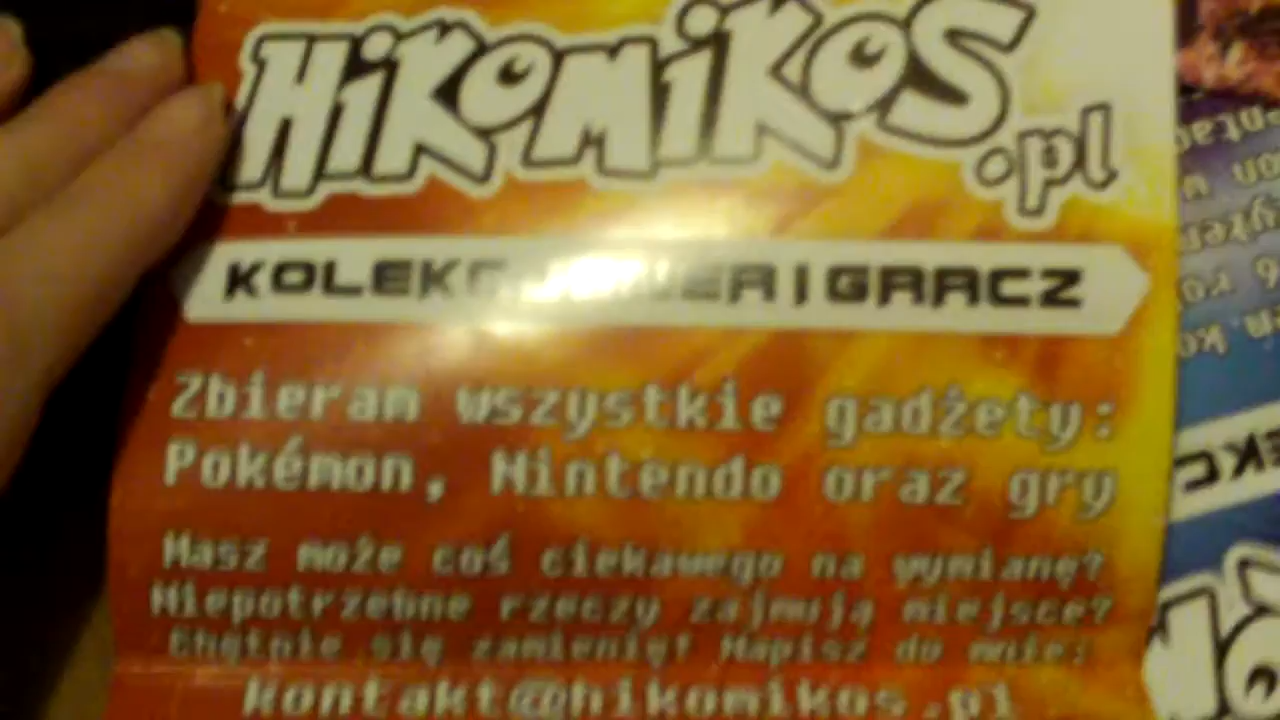 HiKOMiKOS
.pl
KOLEKCJONER I GRACZ
Zbieram wszystkie gadżety:
Pokémon, Nintendo oraz gry
Masz może coś ciekawego na wymianę?
Niepotrzebne rzeczy zajmują miejsce?
Chętnie się zamienię! Napisz do mnie:
kontakt@hikomikos.pl